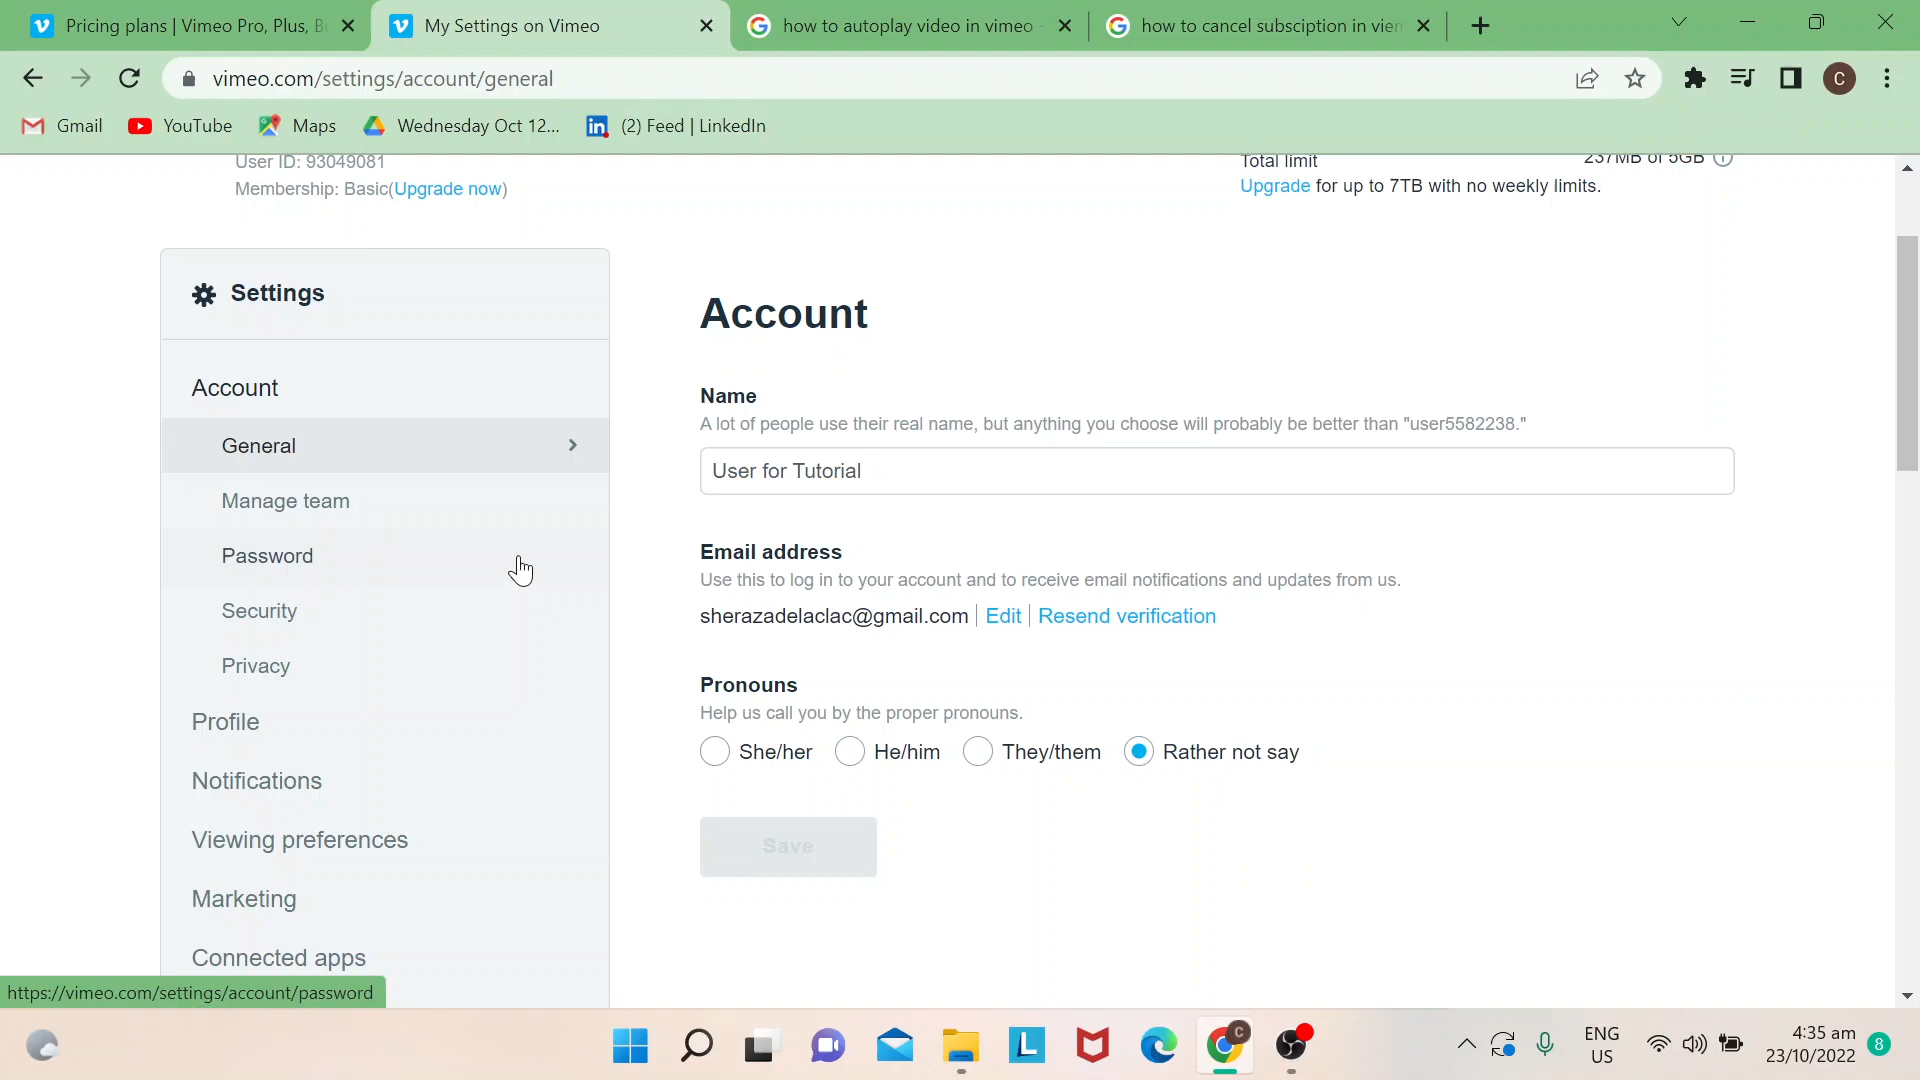 Pricing plans | Vimeo Pro, Plus, B
My Settings on Vimeo
how to autoplay video in vimeo -
how to cancel subsciption in vien
vimeo.com/settings/account/general
C
Gmail
YouTube
Maps
Wednesday Oct 12...
(2) Feed | LinkedIn
User ID: 93049081
Membership: Basic(Upgrade now)
Total limit
237MB of 5GB
Upgrade for up to 7TB with no weekly limits.
Settings
Account
General
Manage team
Password
Security
Privacy
Profile
Notifications
Viewing preferences
Marketing
Connected apps
Account
Name
A lot of people use their real name, but anything you choose will probably be better than "user5582238."
User for Tutorial
Email address
Use this to log in to your account and to receive email notifications and updates from us.
sherazadelaclac@gmail.com | Edit | Resend verification
Pronouns
Help us call you by the proper pronouns.
She/her He/him They/them Rather not say
Save
https://vimeo.com/settings/account/password
ENG
US
4:35 am
23/10/2022
8